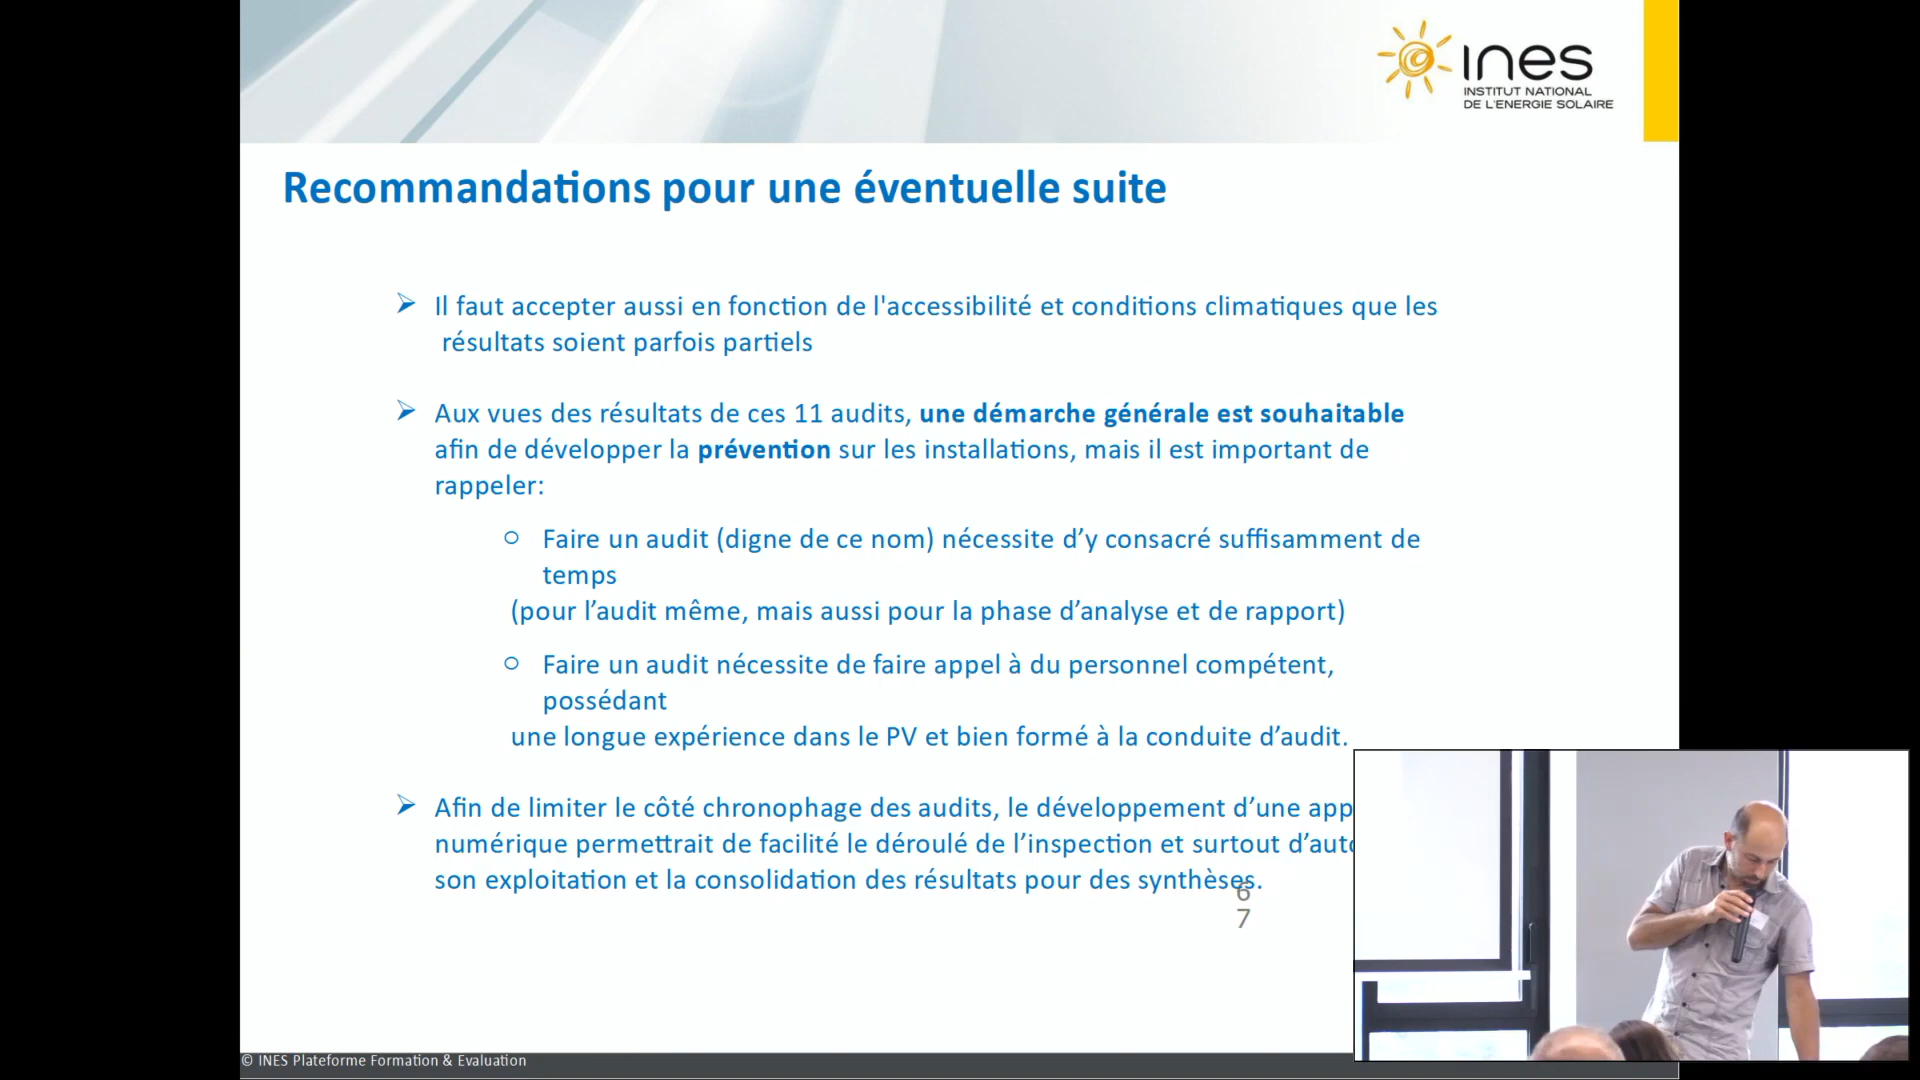 ines
INSTITUT NATIONAL
DE L'ENERGIE SOLAIRE
Recommandations pour une éventuelle suite
Il faut accepter aussi en fonction de l'accessibilité et conditions climatiques que les
résultats soient parfois partiels
Aux vues des résultats de ces 11 audits, une démarche générale est souhaitable
afin de développer la prévention sur les installations, mais il est important de
rappeler:
Faire un audit (digne de ce nom) nécessite d’y consacré suffisamment de
temps
(pour l’audit même, mais aussi pour la phase d’analyse et de rapport)
Faire un audit nécessite de faire appel à du personnel compétent,
possédant
une longue expérience dans le PV et bien formé à la conduite d’audit.
Afin de limiter le côté chronophage des audits, le développement d’une
numérique permettrait de facilité le déroulé de l’inspection et surtout
son exploitation et la consolidation des résultats pour des synthèses.
6
7
© INES Plateforme Formation & Evaluation